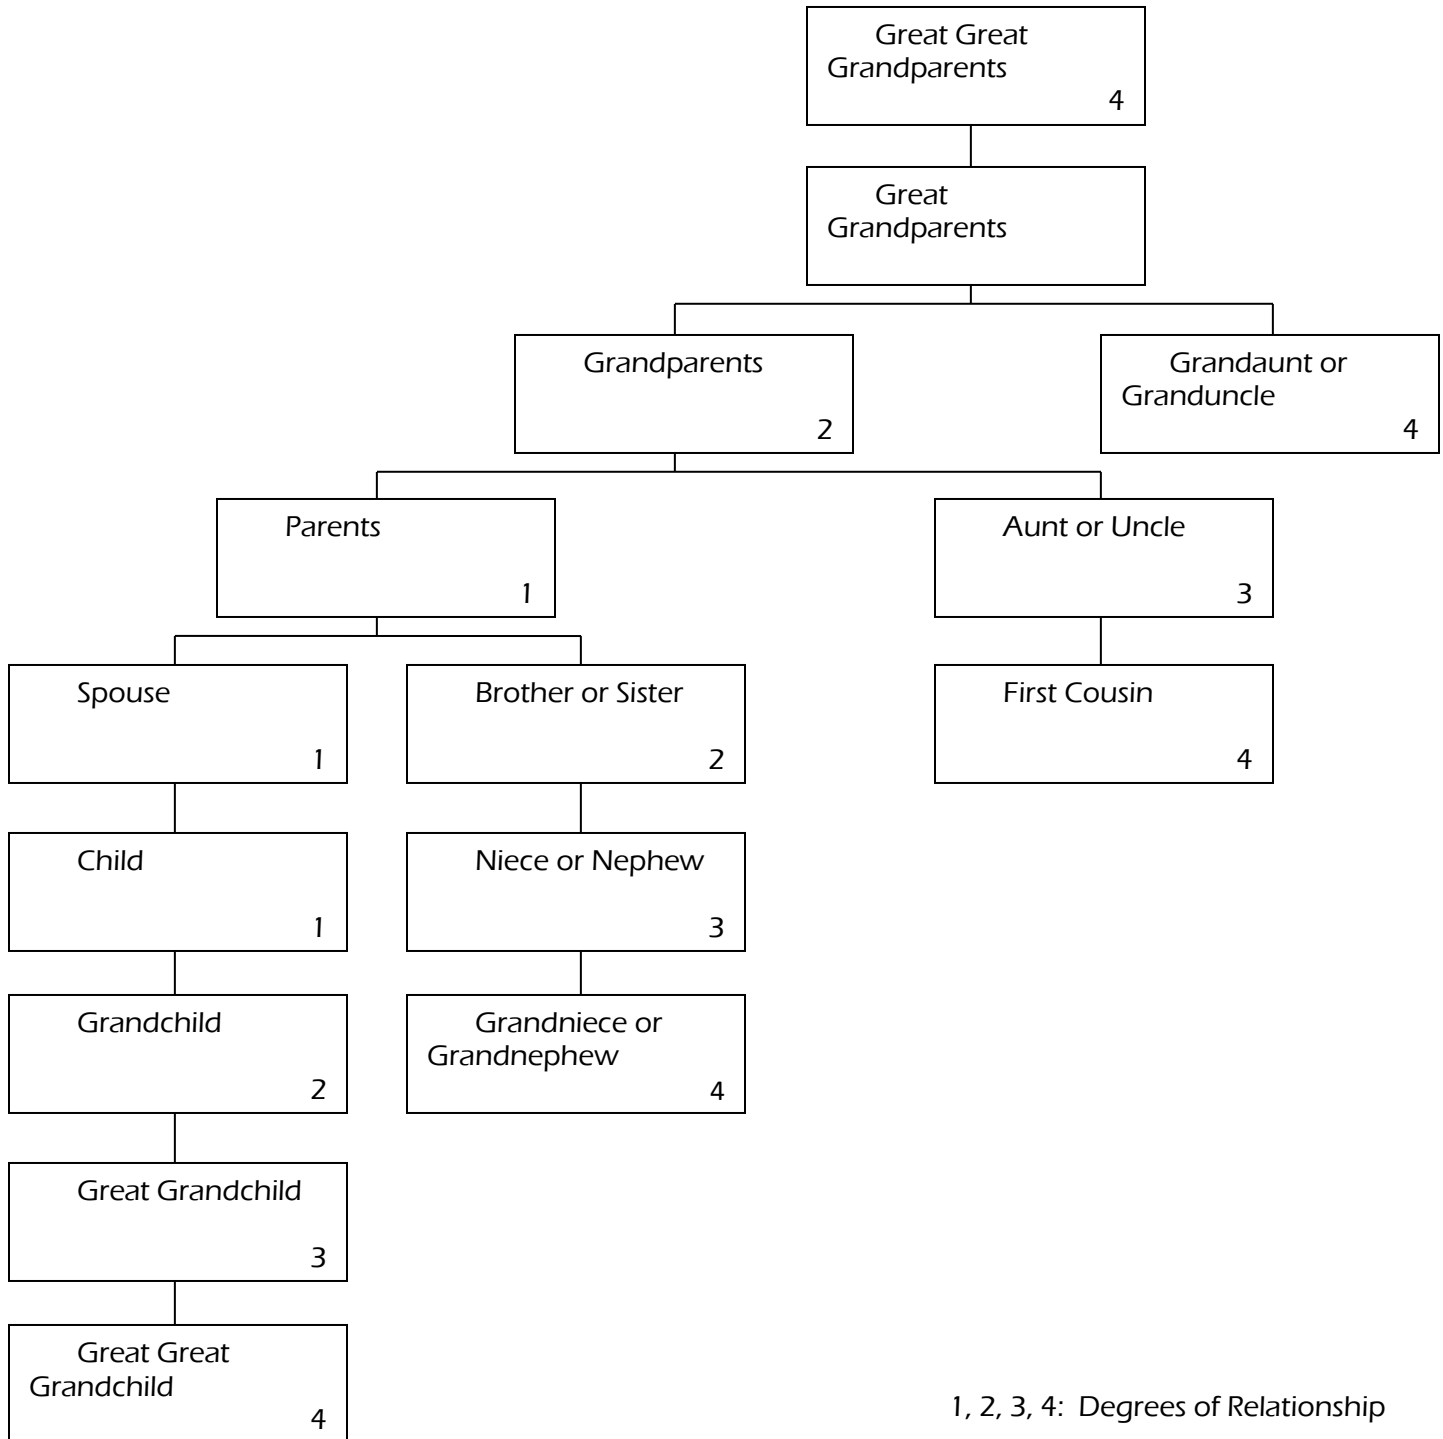 Great Great
Grandparents
4
Great
Grandparents
Grandparents
2
Grandaunt or
Granduncle
4
Parents
1
Aunt or Uncle
3
Spouse
1
Brother or Sister
2
First Cousin
4
Child
1
Niece or Nephew
3
Grandchild
2
Grandniece or
Grandnephew
4
Great Grandchild
3
Great Great
Grandchild
4
1, 2, 3, 4: Degrees of Relationship